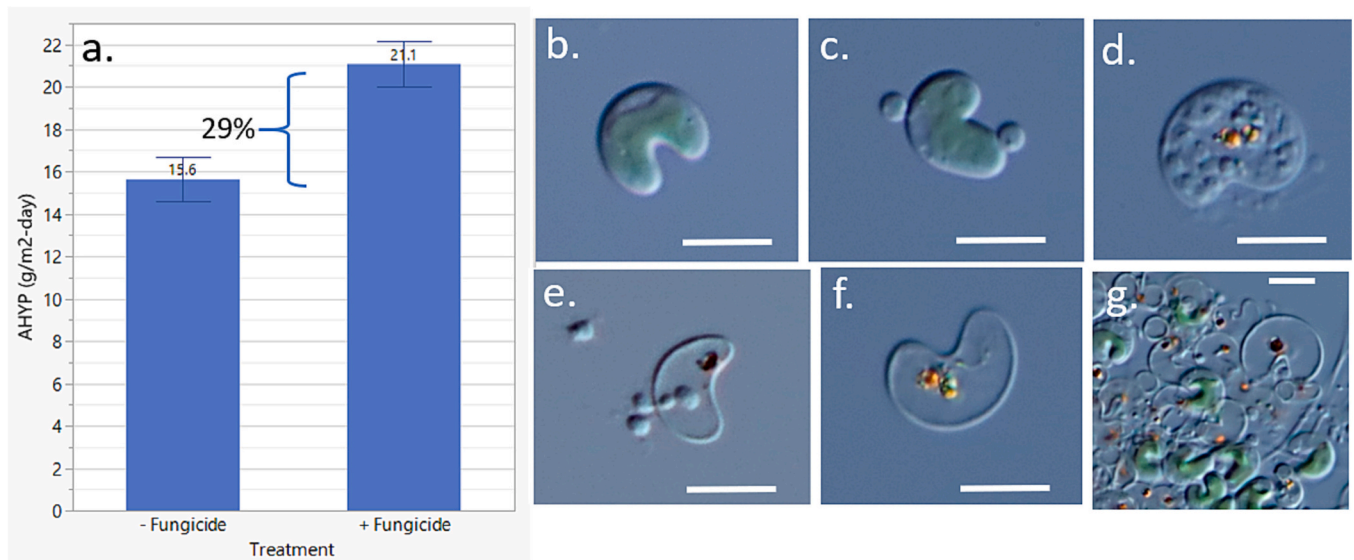 a.
22
20
18
16
14
12
10
8
6
4
2
0
AHYP (g/m2-day)
15.6
21.1
29%
- Fungicide
+ Fungicide
Treatment
b.
c.
d.
e.
f.
g.